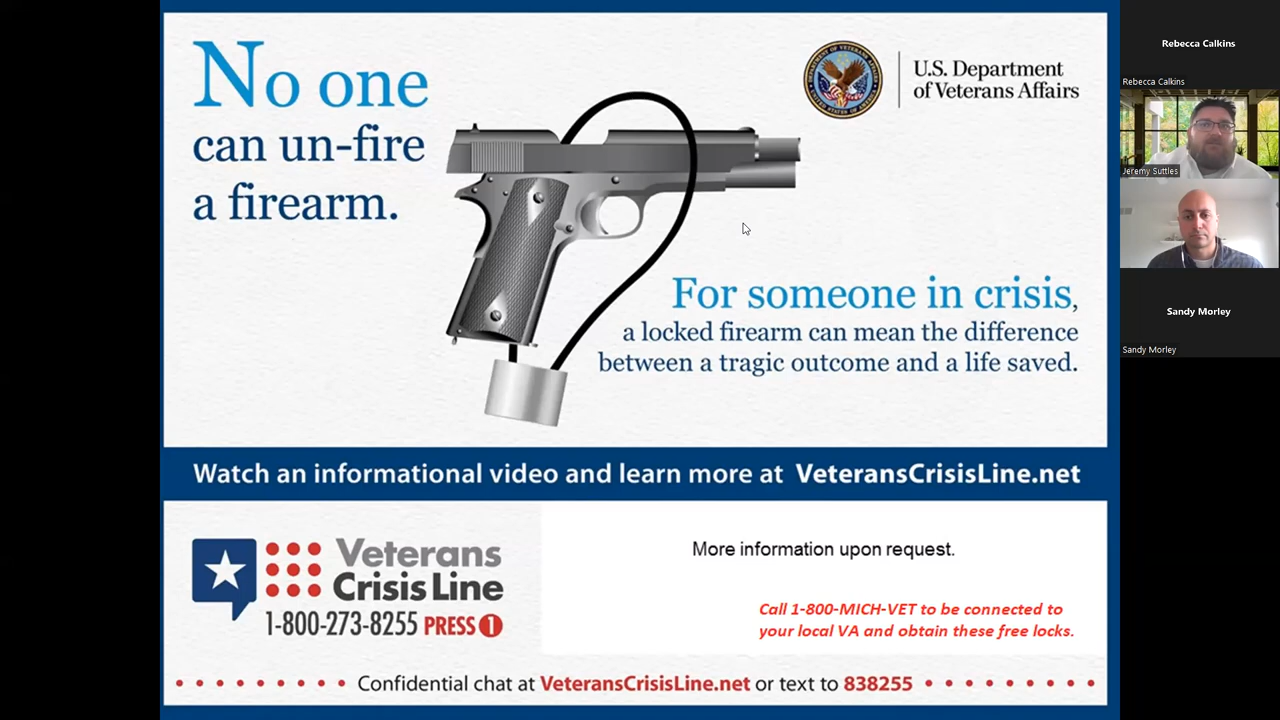 No one
can un-fire
a firearm.
U.S. Department
of Veterans Affairs
For someone in crisis,
a locked firearm can mean the difference
between a tragic outcome and a life saved.
Watch an informational video and learn more at VeteransCrisisLine.net
Veterans
Crisis Line
1-800-273-8255 PRESS 1
More information upon request.
Call 1-800-MICH-VET to be connected to
your local VA and obtain these free locks.
Confidential chat at VeteransCrisisLine.net or text to 838255
Rebecca Calkins
Rebecca Calkins
Jeremy Suttles
Sandy Morley
Sandy Morley